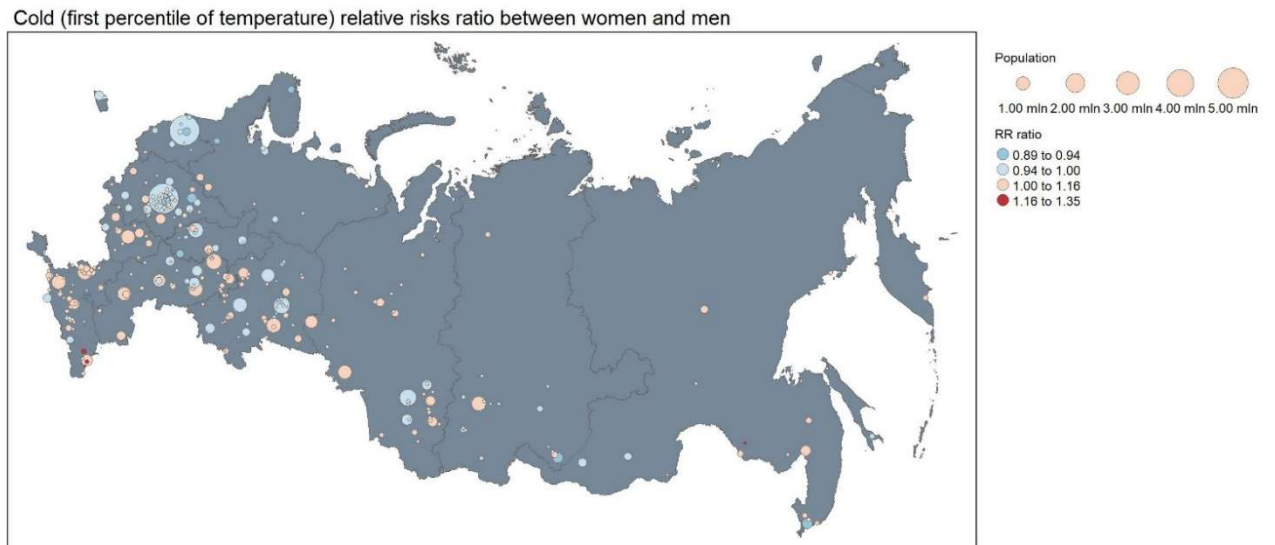 Cold (first percentile of temperature) relative risks ratio between women and men
Population
1.00 mln 2.00 mln 3.00 mln 4.00 mln 5.00 mln
RR ratio
0.89 to 0.94
0.94 to 1.00
1.00 to 1.16
1.16 to 1.35